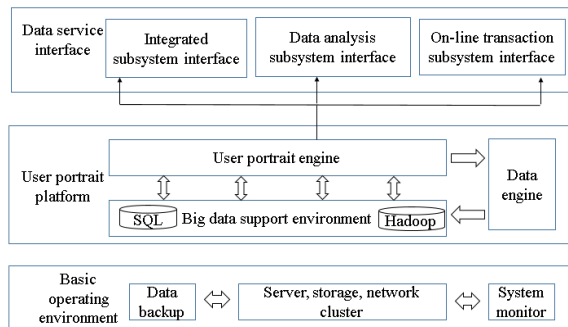 Data service
interface
Integrated
subsystem interface
Data analysis
subsystem interface
On-line transaction
subsystem interface
User portrait
platform
User portrait engine
Data
engine
SQL
Big data support environment
Hadoop
Basic
operating
environment
Data
backup
Server, storage, network
cluster
System
monitor